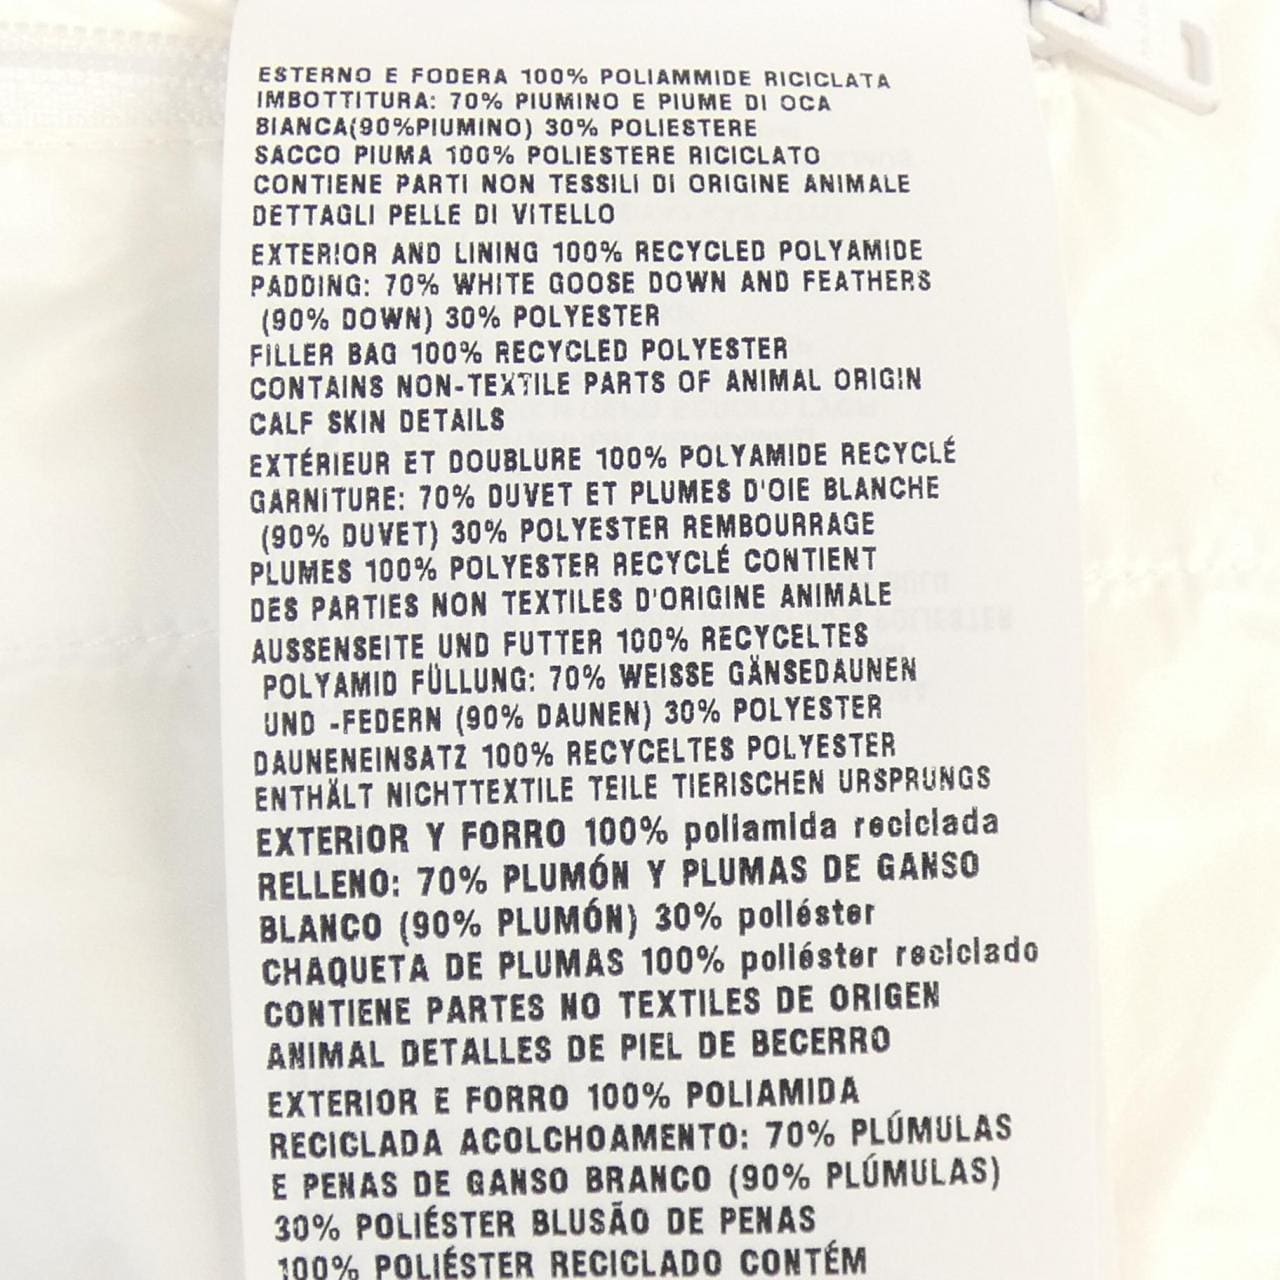 ESTERNO E FODERA 100% POLIAMMIDE RICICLATA
IMBOTTITURA: 70% PIUMINO E PIUME DI OCA
BIANCA(90%PIUMINO) 30% POLIESTERE
SACCO PIUMA 100% POLIESTERE RICICLATO
CONTIENE PARTI NON TESSILI DI ORIGINE ANIMALE
DETTAGLI PELLE DI VITELLO
EXTERIOR AND LINING 100% RECYCLED POLYAMIDE
PADDING: 70% WHITE GOOSE DOWN AND FEATHERS
(90% DOWN) 30% POLYESTER
FILLER BAG 100% RECYCLED POLYESTER
CONTAINS NON-TEXTILE PARTS OF ANIMAL ORIGIN
CALF SKIN DETAILS
EXTÉRIEUR ET DOUBLURE 100% POLYAMIDE RECYCLÉ
GARNITURE: 70% DUVET ET PLUMES D'OIE BLANCHE
(90% DUVET) 30% POLYESTER REMBOURRAGE
PLUMES 100% POLYESTER RECYCLÉ CONTIENT
DES PARTIES NON TEXTILES D'ORIGINE ANIMALE
AUSSENSEITE UND FUTTER 100% RECYCELTES
POLYAMID FÜLLUNG: 70% WEISSE GÄNSEDAUNEN
UND -FEDERN (90% DAUNEN) 30% POLYESTER
DAUNENEINSATZ 100% RECYCELTES POLYESTER
ENTHÄLT NICHTTEXTILE TEILE TIERISCHEN URSPRUNGS
EXTERIOR Y FORRO 100% poliamida reciclada
RELLENO: 70% PLUMÓN Y PLUMAS DE GANSO
BLANCO (90% PLUMÓN) 30% poliéster
CHAQUETA DE PLUMAS 100% poliéster reciclado
CONTIENE PARTES NO TEXTILES DE ORIGEN
ANIMAL DETALLES DE PIEL DE BECERRO
EXTERIOR E FORRO 100% POLIAMIDA
RECICLADA ACOLCHOAMENTO: 70% PLÚMULAS
E PENAS DE GANSO BRANCO (90% PLÚMULAS)
30% POLIÉSTER BLUSÃO DE PENAS
100% POLIÉSTER RECICLADO CONTÉM